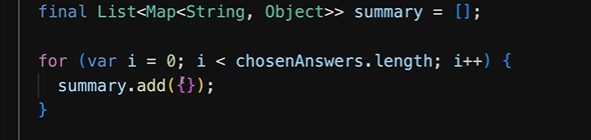 final List<Map<String, Object>> summary = [];
for (var i = 0; i < chosenAnswers.length; i++) {
summary.add({});
}